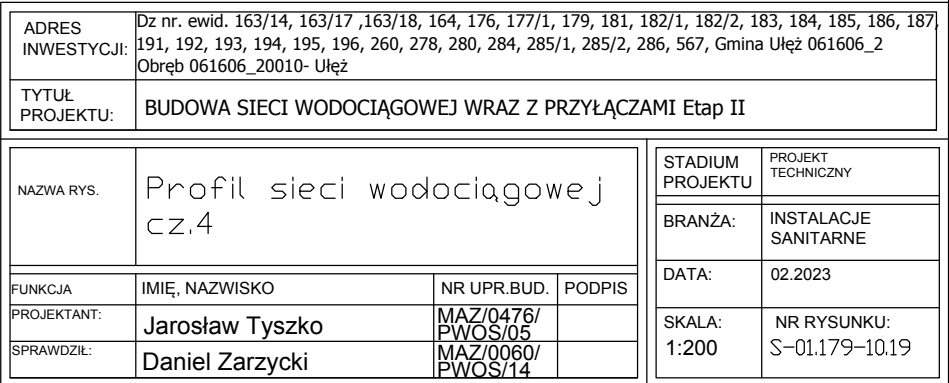 ADRES
INWESTYCJI:
Dz nr. ewid. 163/14, 163/17 ,163/18, 164, 176, 177/1, 179, 181, 182/1, 182/2, 183, 184, 185, 186, 187,
191, 192, 193, 194, 195, 196, 260, 278, 280, 284, 285/1, 285/2, 286, 567, Gmina Ułęż 061606_2
Obręb 061606_20010- Ułęż
TYTUŁ
PROJEKTU:
BUDOWA SIECI WODOCIĄGOWEJ WRAZ Z PRZYŁĄCZAMI Etap II
NAZWA RYS.
Profil sieci wodociągowej
cz.4
FUNKCJA IMIĘ, NAZWISKO NR UPR.BUD. PODPIS
PROJEKTANT: Jarosław Tyszko MAZ/0476/
PWOS/05
SPRAWDZIŁ: Daniel Zarzycki MAZ/0060/
PWOS/14
STADIUM
PROJEKTU
PROJEKT
TECHNICZNY
BRANŻA:
INSTALACJE
SANITARNE
DATA: 02.2023
SKALA:
1:200
NR RYSUNKU:
S-01.179-10.19